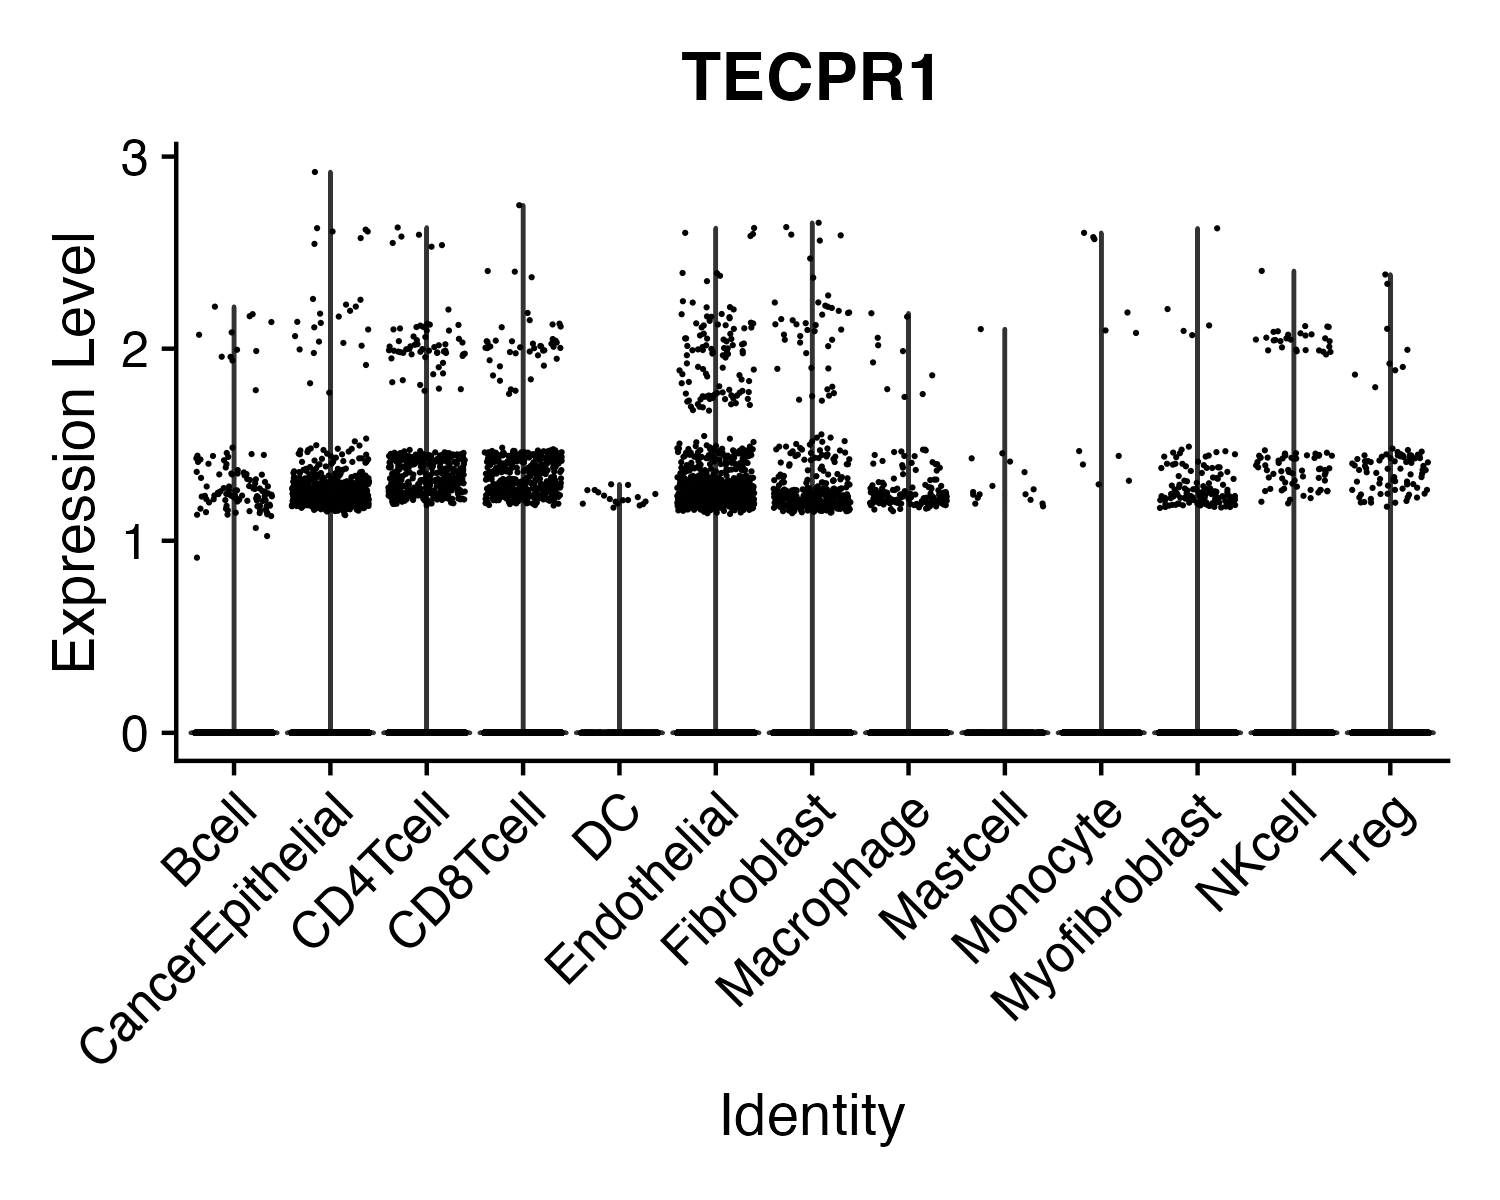 TECPR1
Expression Level
3
2
1
0
Bcell
CancerEpithelial
CD4Tcell
CD8Tcell
DC
Endothelial
Fibroblast
Macrophage
Mastcell
Monocyte
Myofibroblast
NKcell
Treg
Identity